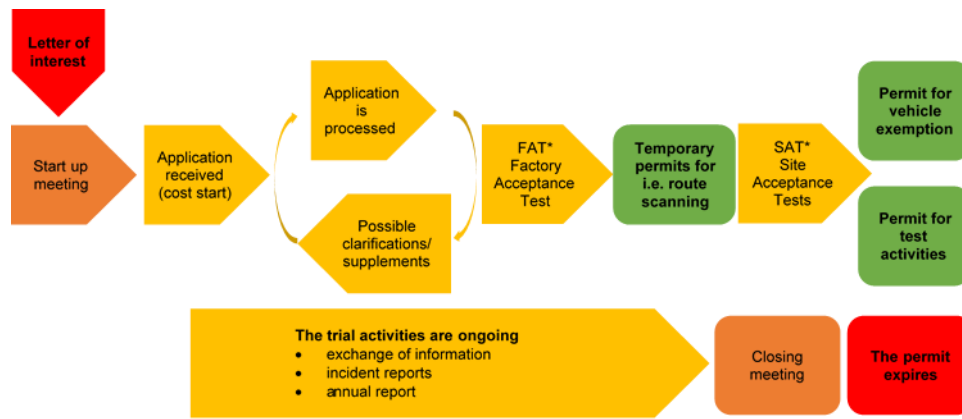 Letter of
interest
Start up
meeting
Application
received
(cost start)
Application
is
processed
Possible
clarifications/
supplements
FAT*
Factory
Acceptance
Test
Temporary
permits for
i.e. route
scanning
SAT*
Site
Acceptance
Tests
Permit for
vehicle
exemption
Permit for
test
activities
The trial activities are ongoing
• exchange of information
• incident reports
• annual report
Closing
meeting
The permit
expires